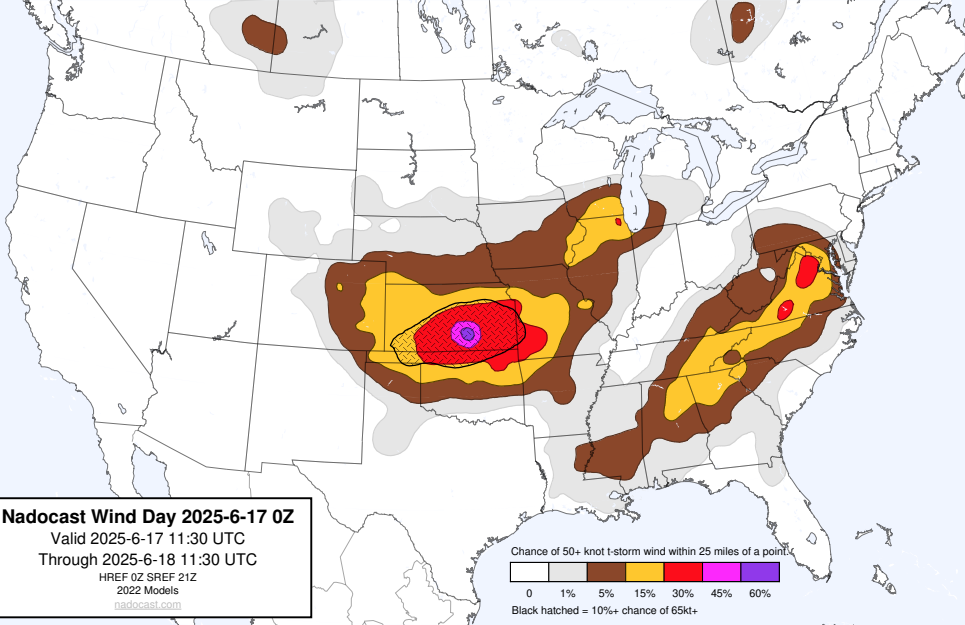 Nadocast Wind Day 2025-6-17 0Z
Valid 2025-6-17 11:30 UTC
Through 2025-6-18 11:30 UTC
HREF 0Z SREF 21Z
2022 Models
nadocast.com
Chance of 50+ knot t-storm wind within 25 miles of a point.
0 1% 5% 15% 30% 45% 60%
Black hatched = 10%+ chance of 65kt+